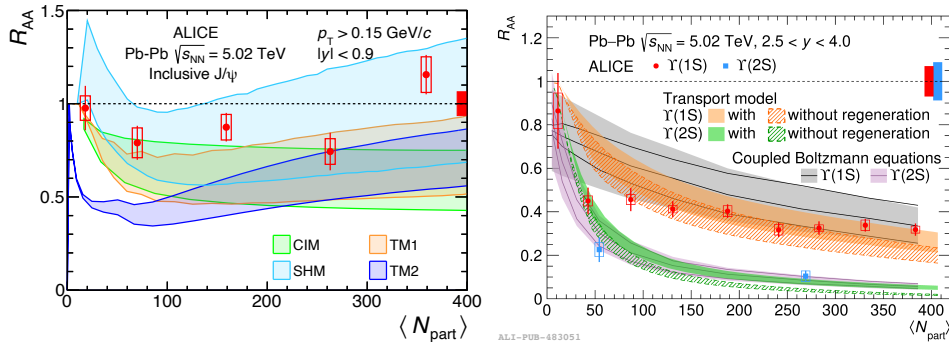 R_AA
1.5
1.0
0.5
0
0 100 200 300 400
⟨ N_part ⟩
ALICE
Pb-Pb √s_NN = 5.02 TeV
Inclusive J/ψ
p_T > 0.15 GeV/c
|y| < 0.9
CIM TM1
SHM TM2
R_AA
1.2
1
0.8
0.6
0.4
0.2
0
0 50 100 150 200 250 300 350 400
⟨N_part⟩
Pb–Pb √s_NN = 5.02 TeV, 2.5 < y < 4.0
ALICE ϒ(1S) ϒ(2S)
Transport model
ϒ(1S) with without regeneration
ϒ(2S) with without regeneration
Coupled Boltzmann equations
ϒ(1S) ϒ(2S)
ALI-PUB-483051